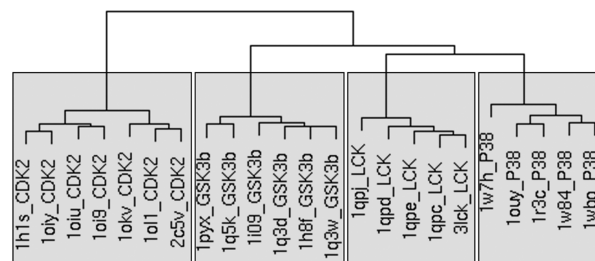 1h1s_CDK2
1oiy_CDK2
1oiu_CDK2
1oi9_CDK2
1okv_CDK2
1ol1_CDK2
2c5v_CDK2
1pyx_GSK3b
1q5k_GSK3b
1i09_GSK3b
1q3d_GSK3b
1h8f_GSK3b
1q3w_GSK3b
1qpj_LCK
1qpd_LCK
1qpe_LCK
1qpc_LCK
3lck_LCK
1w7h_P38
1ouy_P38
1r3c_P38
1w84_P38